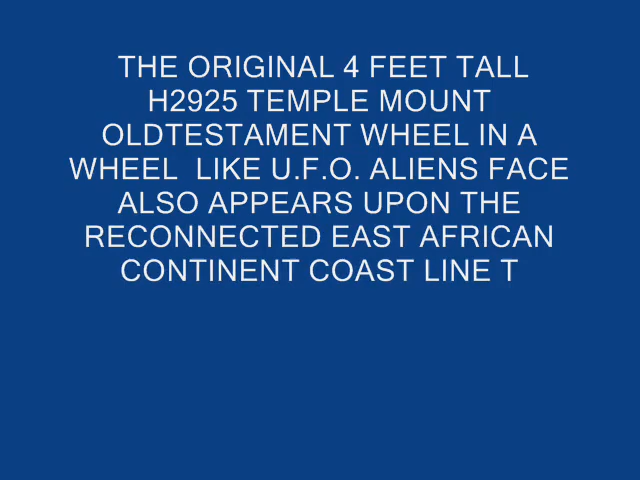 THE ORIGINAL 4 FEET TALL
H2925 TEMPLE MOUNT
OLDTESTAMENT WHEEL IN A
WHEEL  LIKE U.F.O. ALIENS FACE
ALSO APPEARS UPON THE
RECONNECTED EAST AFRICAN
CONTINENT COAST LINE T